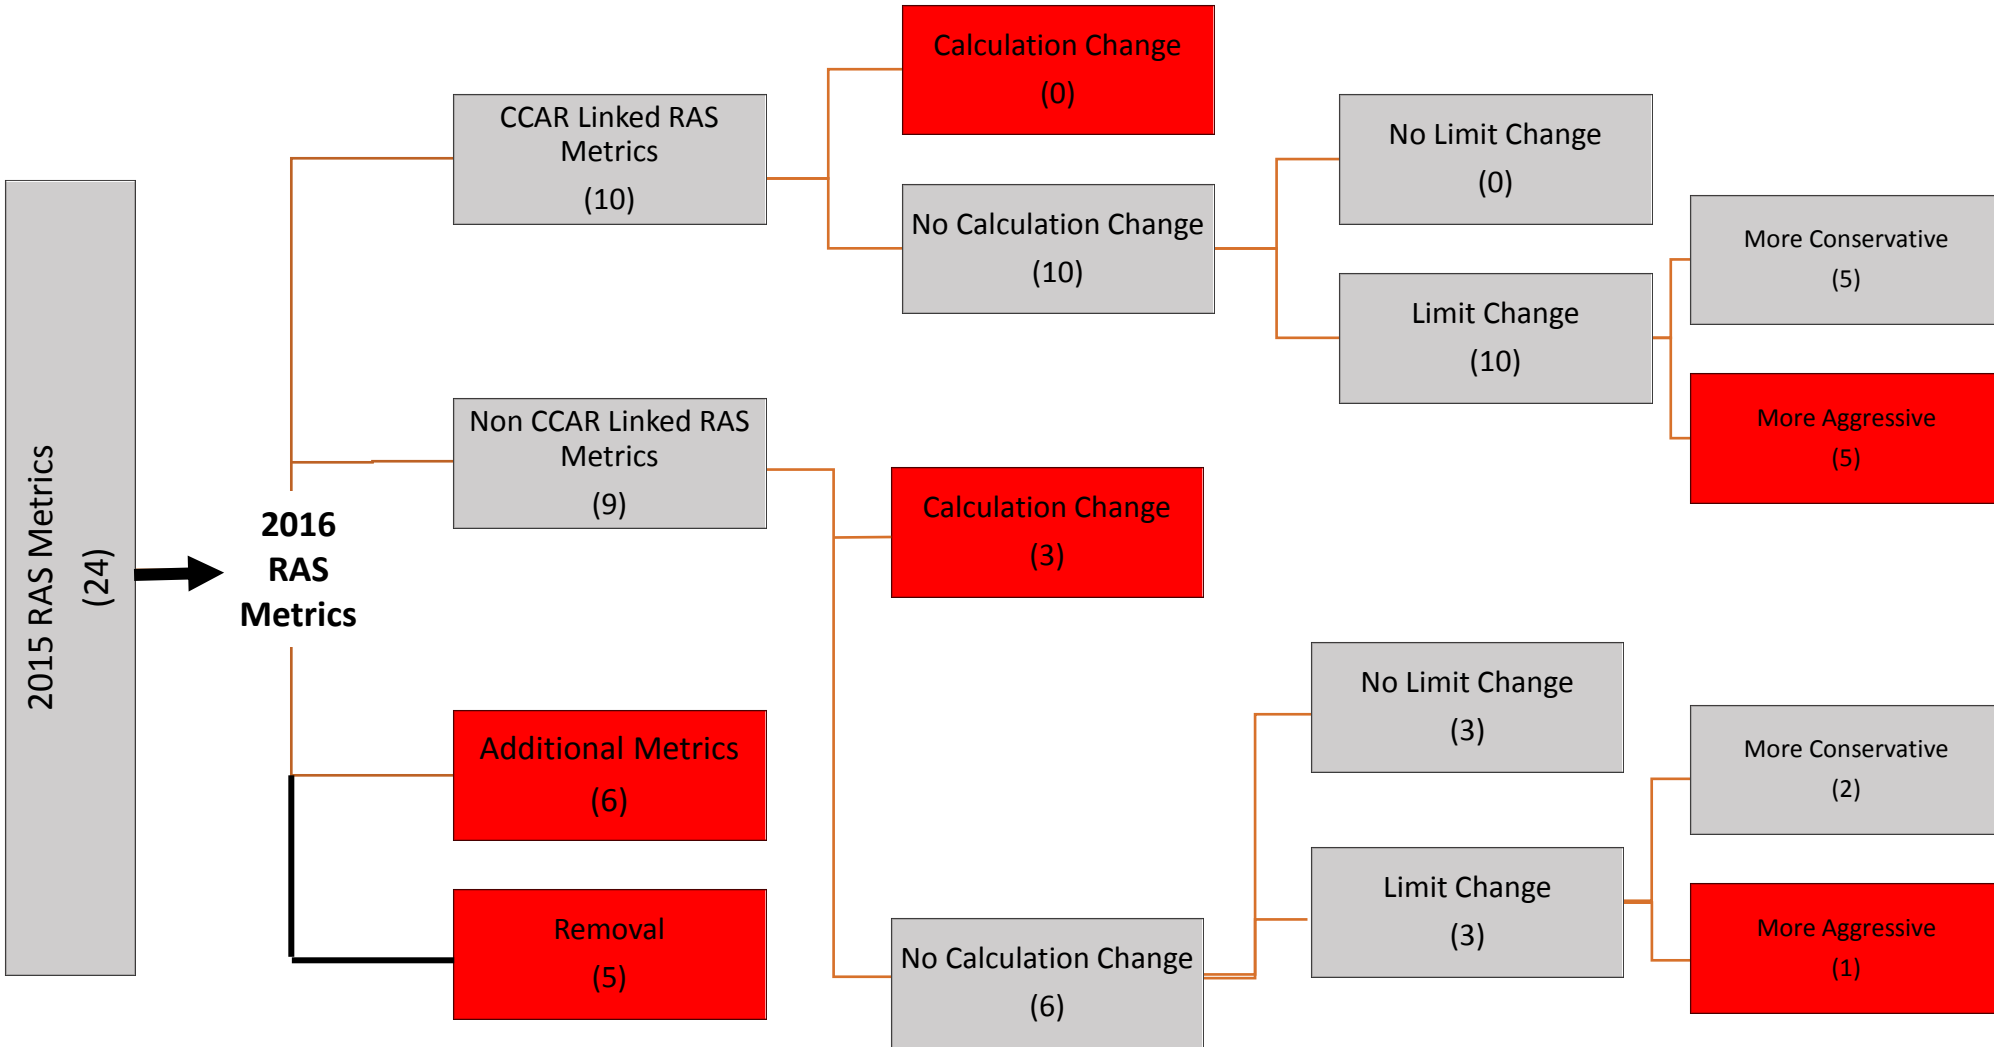 2015 RAS Metrics
(24)
2016
RAS
Metrics
CCAR Linked RAS
Metrics
(10)
Non CCAR Linked RAS
Metrics
(9)
Additional Metrics
(6)
Removal
(5)
Calculation Change
(0)
No Calculation Change
(10)
Calculation Change
(3)
No Calculation Change
(6)
No Limit Change
(0)
Limit Change
(10)
No Limit Change
(3)
Limit Change
(3)
More Conservative
(5)
More Aggressive
(5)
More Conservative
(2)
More Aggressive
(1)